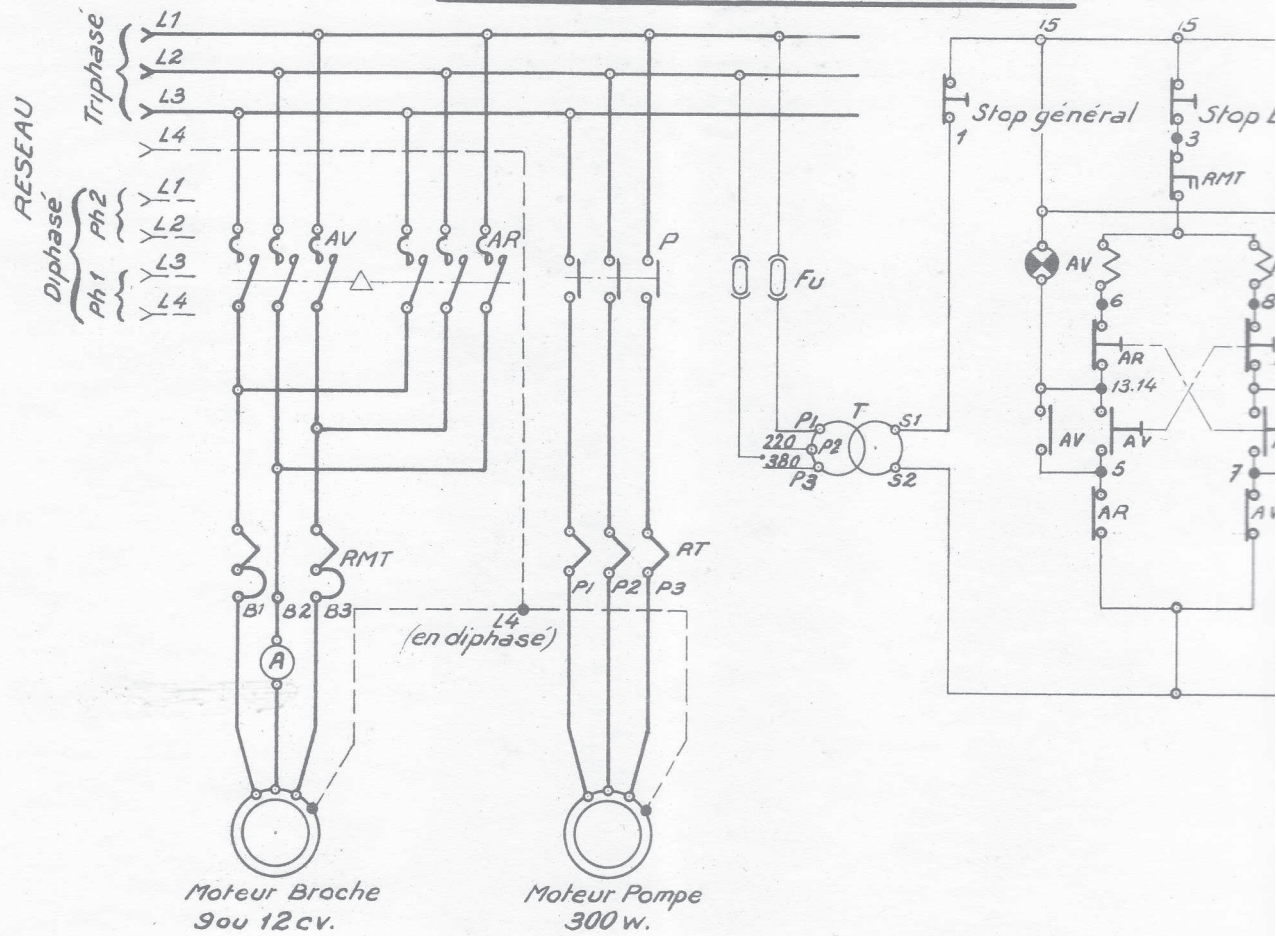 RESEAU
Triphasé
L1
L2
L3
L4
Diphasé
Ph2
L1
L2
Ph1
L3
L4
AV
AR
P
Fu
RMT
B1
B2
B3
A
RT
P1
P2
P3
L4
(en diphasé)
Moteur Broche
9 ou 12 cv.
Moteur Pompe
300 w.
P1
T
S1
220
P2
380
P3
S2
15
15
Stop général
1
Stop
3
RMT
AV
6
8
AR
13.14
AV
AV
5
7
AR